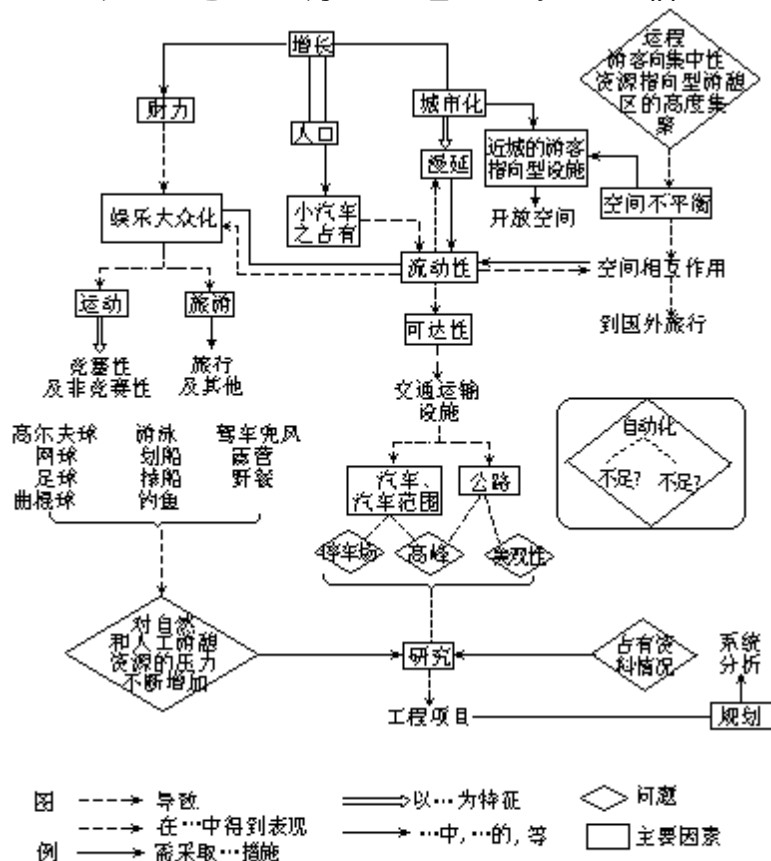 增长
财力
人口
城市化
蔓延
近城的游客
指向型设施
开放空间
远程
游客向集中性
资源指向型游憩
区的高度集
聚
空间不平衡
娱乐大众化
小汽车
之占有
流动性
空间相互作用
到国外旅行
运动
旅游
可达性
竞赛性
及非竞赛性
旅行
及其他
交通运输
设施
高尔夫球 游泳 驾车兜风
网球 划船 露营
足球 操船 野餐
曲棍球 钓鱼
汽车、
汽车范围
公路
自动化
不足? 不足?
停车场
高峰
美观性
对自然
和人工游憩
资源的压力
不断增加
研究
占有资
料情况
系统
分析
工程项目
规划
图 导致 以…为特征 问题
在…中得到表现
例 需采取…措施 …中,…的,等 主要因素